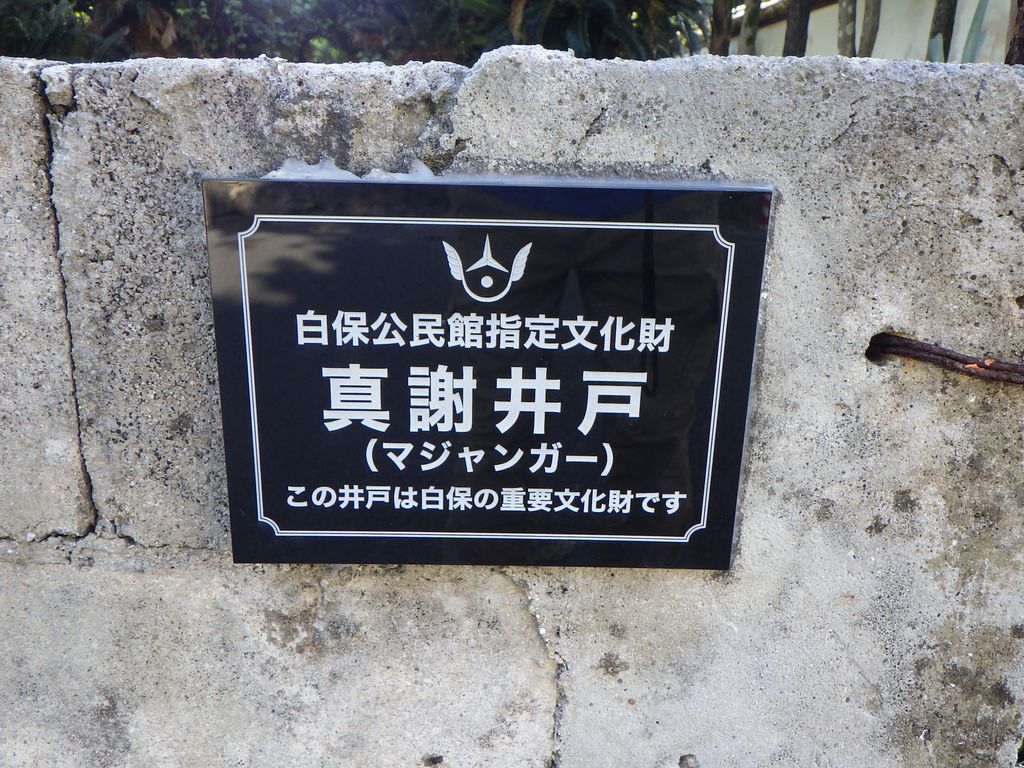 白保公民館指定文化財
真謝井戸
(マジャンガー)
この井戸は白保の重要文化財です